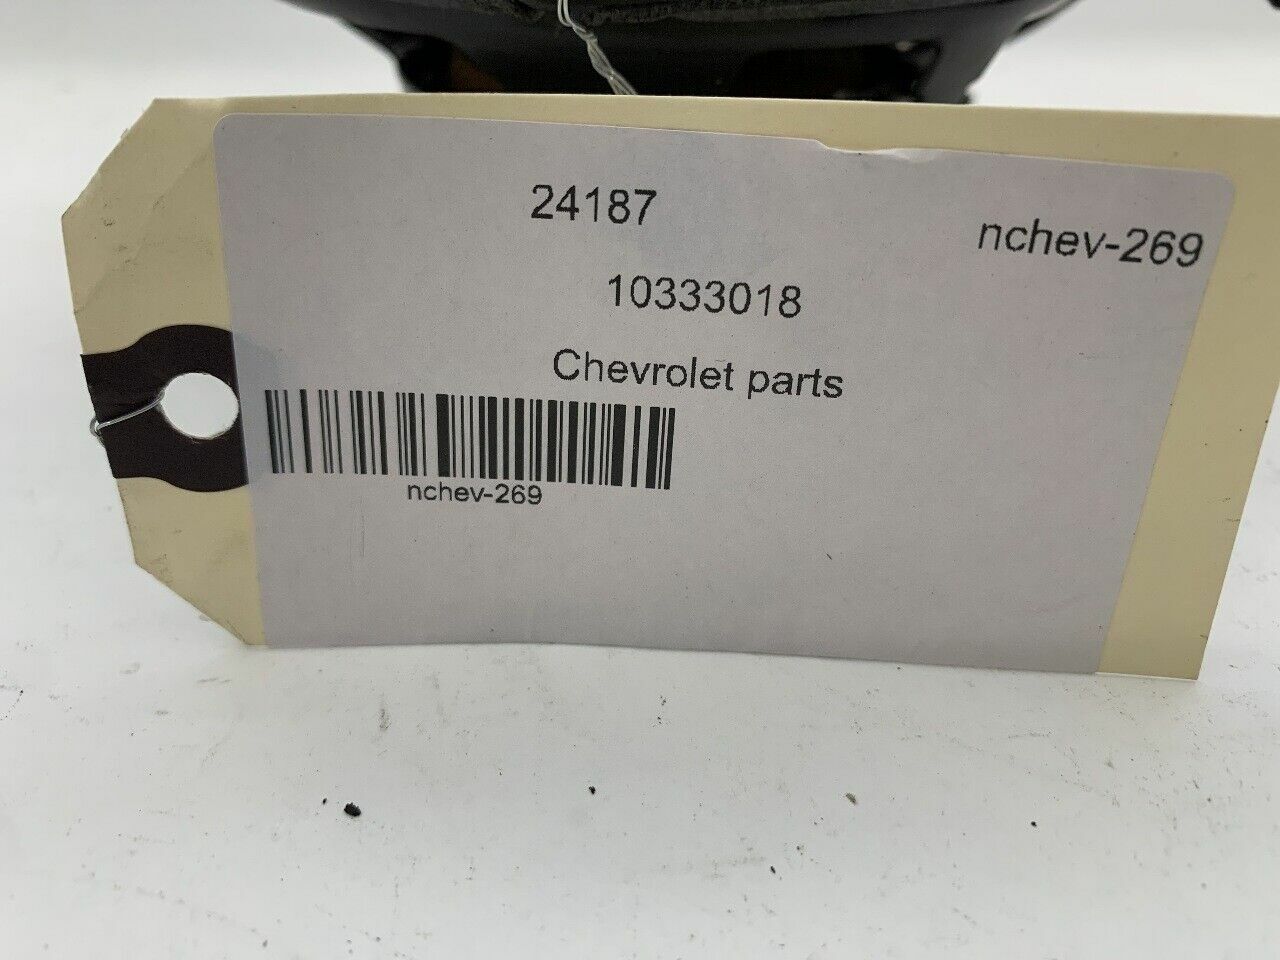 24187
nchev-269
10333018
Chevrolet parts
nchev-269